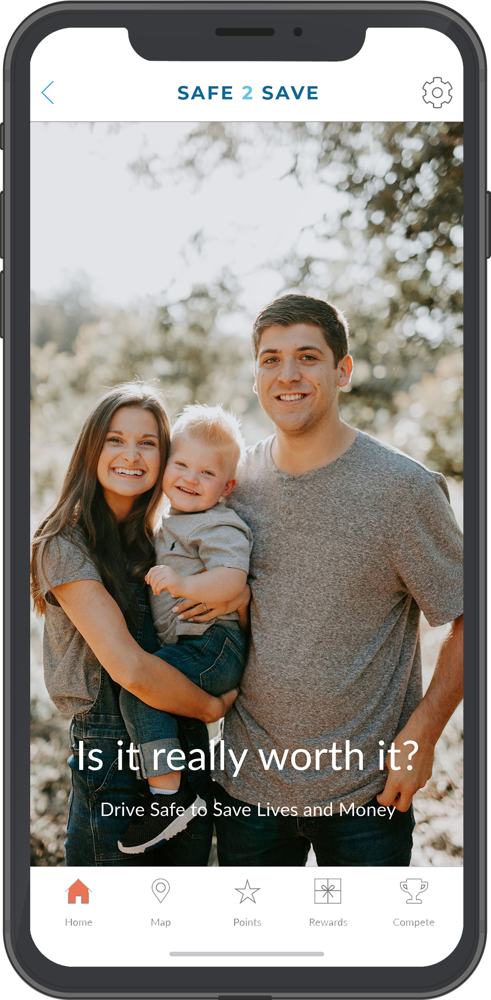 SAFE 2 SAVE
Is it really worth it?
Drive Safe to Save Lives and Money
Home Map Points Rewards Compete